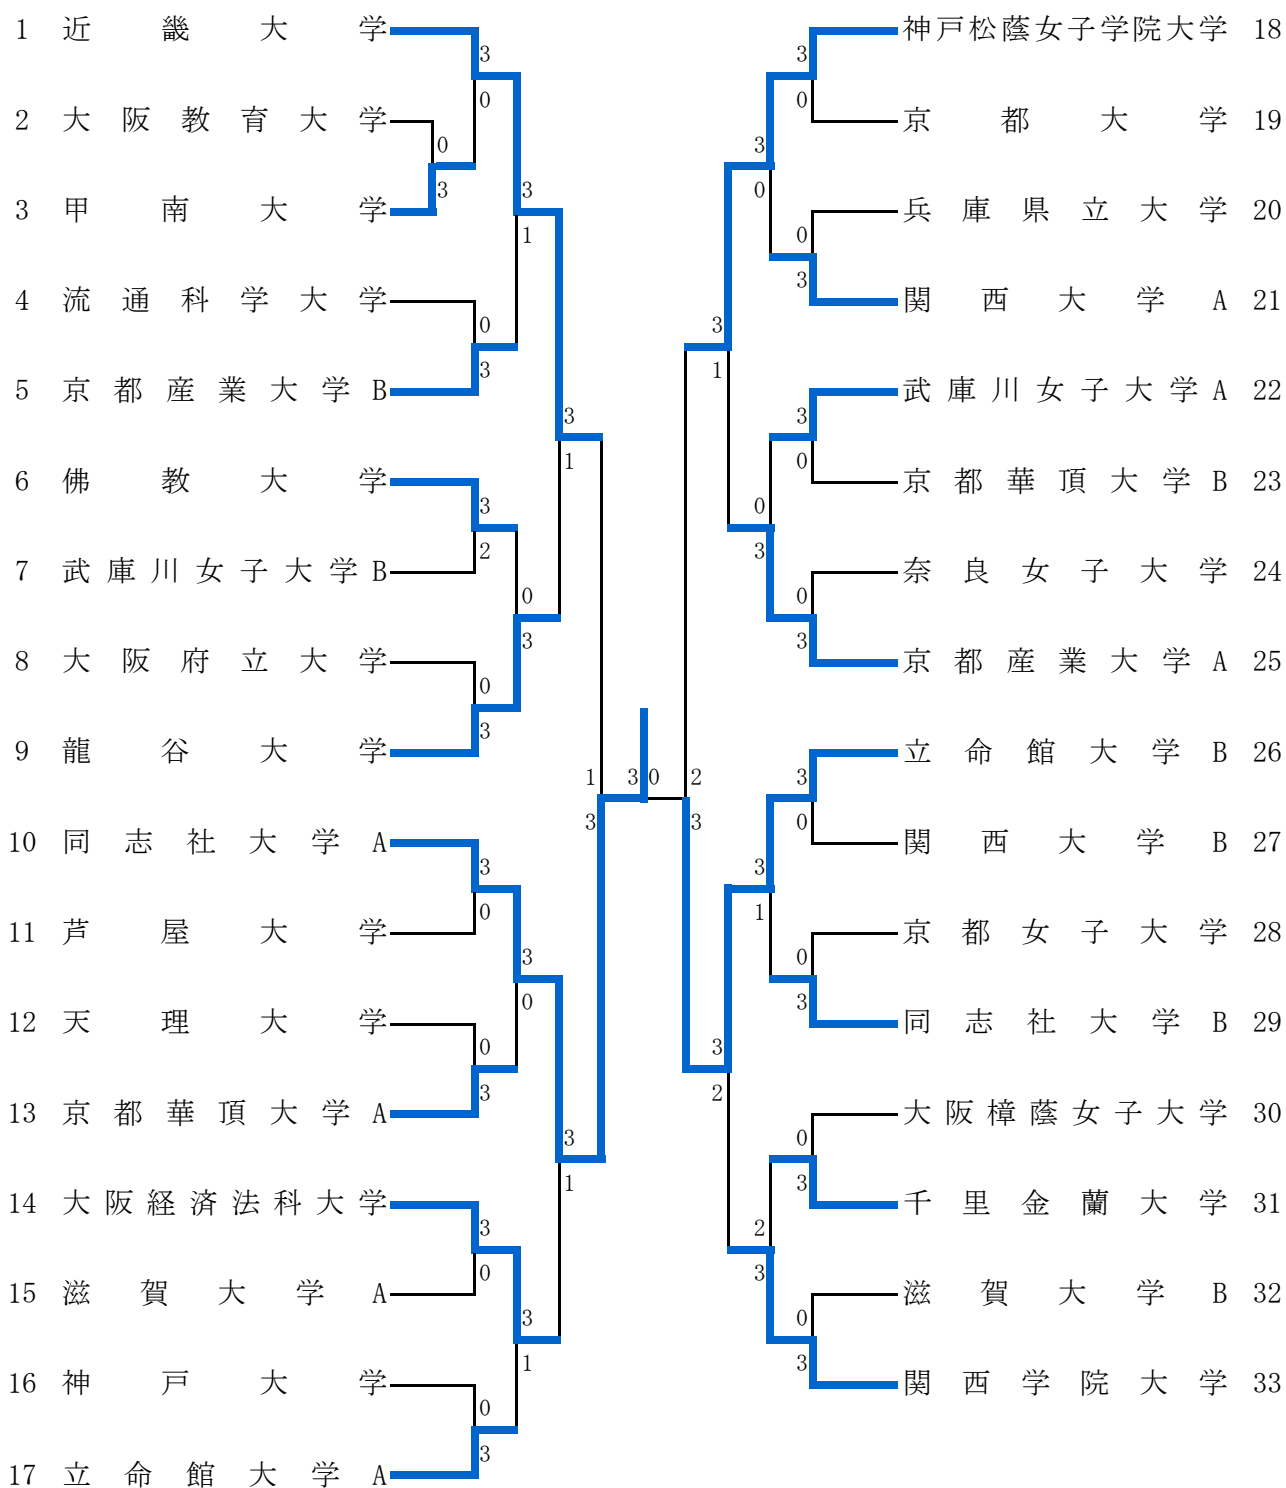 1 近畿大学
2 大阪教育大学
3 甲南大学
4 流通科学大学
5 京都産業大学B
6 佛教大学
7 武庫川女子大学B
8 大阪府立大学
9 龍谷大学
10 同志社大学A
11 芦屋大学
12 天理大学
13 京都華頂大学A
14 大阪経済法科大学
15 滋賀大学A
16 神戸大学
17 立命館大学A
3
0
0
3
3
1
0
3
3
1
3
2
0
3
0
3
1
3
3
0
3
0
0
3
3
1
3
0
3
1
0
3
3 0
3
0
3
0
0
3
3
1
3
0
0
3
0
3
2
3
3
0
3
1
0
3
3
2
0
3
2
3
0
3
神戸松蔭女子学院大学 18
京都大学 19
兵庫県立大学 20
関西大学A 21
武庫川女子大学A 22
京都華頂大学B 23
奈良女子大学 24
京都産業大学A 25
立命館大学B 26
関西大学B 27
京都女子大学 28
同志社大学B 29
大阪樟蔭女子大学 30
千里金蘭大学 31
滋賀大学B 32
関西学院大学 33